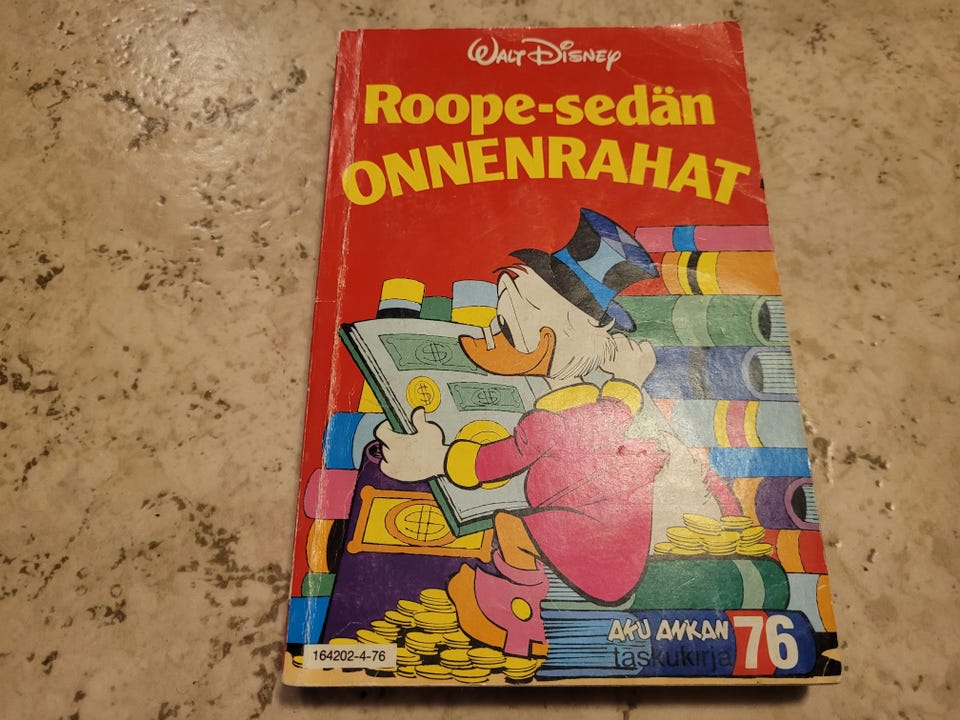 Walt Disney
Roope-sedän
ONNENRAHAT
AKU ANKAN
taskukirja 76
164202-4-76